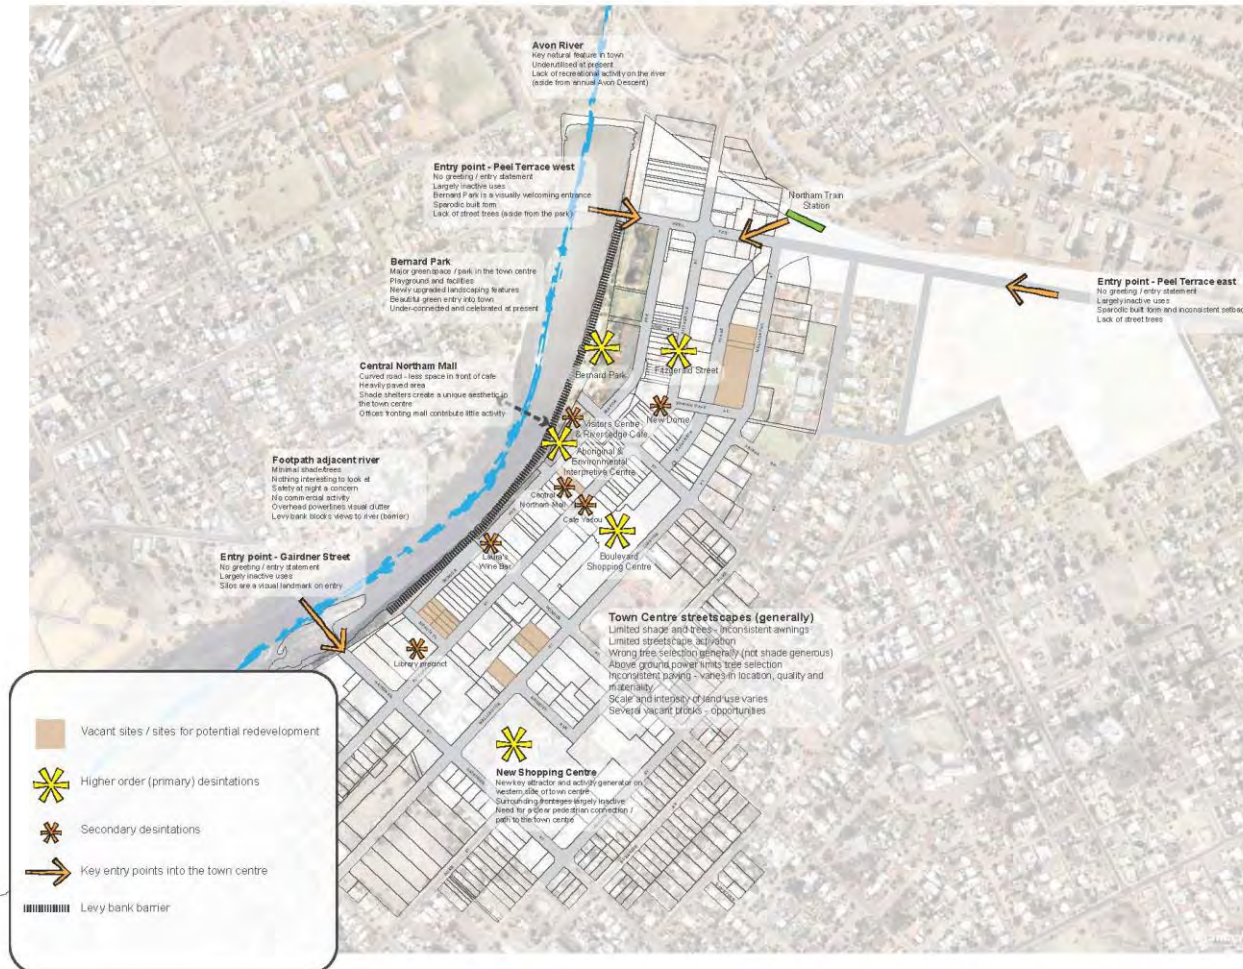 Avon River
Key natural feature in town
Underutilised at present
Lack of recreational activity on the river
(aside from annual Avon Descent)
Entry point - Peel Terrace west
No greeting / entry statement
Largely inactive uses
Bernard Park is a visually welcoming entrance
Sparodic built form
Lack of street trees (aside from the park)
Northam Train
Station
Bernard Park
Major greenspace / park in the town centre
Playground and facilities
Newly upgraded landscaping features
Beautiful green entry into town
Under-connected and celebrated at present
Entry point - Peel Terrace east
No greeting / entry statement
Largely inactive uses
Sparodic built form and inconsistent setbac
Lack of street trees
Central Northam Mall
Curved road - less space in front of cafe
Heavily paved area
Shade shelters create a unique aesthetic in
the town centre
Offices fronting mall contribute little activity
Bernard Park
Fitzgerald Street
New Dome
Visitors Centre
& Riversedge Cafe
Aboriginal &
Environmental
Interpretive Centre
Footpath adjacent river
Minimal shade/trees
Nothing interesting to look at
Safety at night a concern
No commercial activity
Overhead powerlines visual clutter
Levy bank blocks views to river (barrier)
Central
Northam Mall
Cafe Yasou
Laura's
Wine Bar
Boulevard
Shopping Centre
Entry point - Gairdner Street
No greeting / entry statement
Largely inactive uses
Silos are a visual landmark on entry
Library precinct
Town Centre streetscapes (generally)
Limited shade and trees - inconsistent awnings
Limited streetscape activation
Wrong tree selection generally (not shade generous)
Above ground power limits tree selection
Inconsistent paving - varies in location, quality and
materiality
Scale and intensity of land use varies
Several vacant blocks - opportunities
New Shopping Centre
New key attractor and activity generator on
western side of town centre
Surrounding frontages largely inactive
Need for a clear pedestrian connection /
path to the town centre
Vacant sites / sites for potential redevelopment
Higher order (primary) desintations
Secondary desintations
Key entry points into the town centre
Levy bank barrier